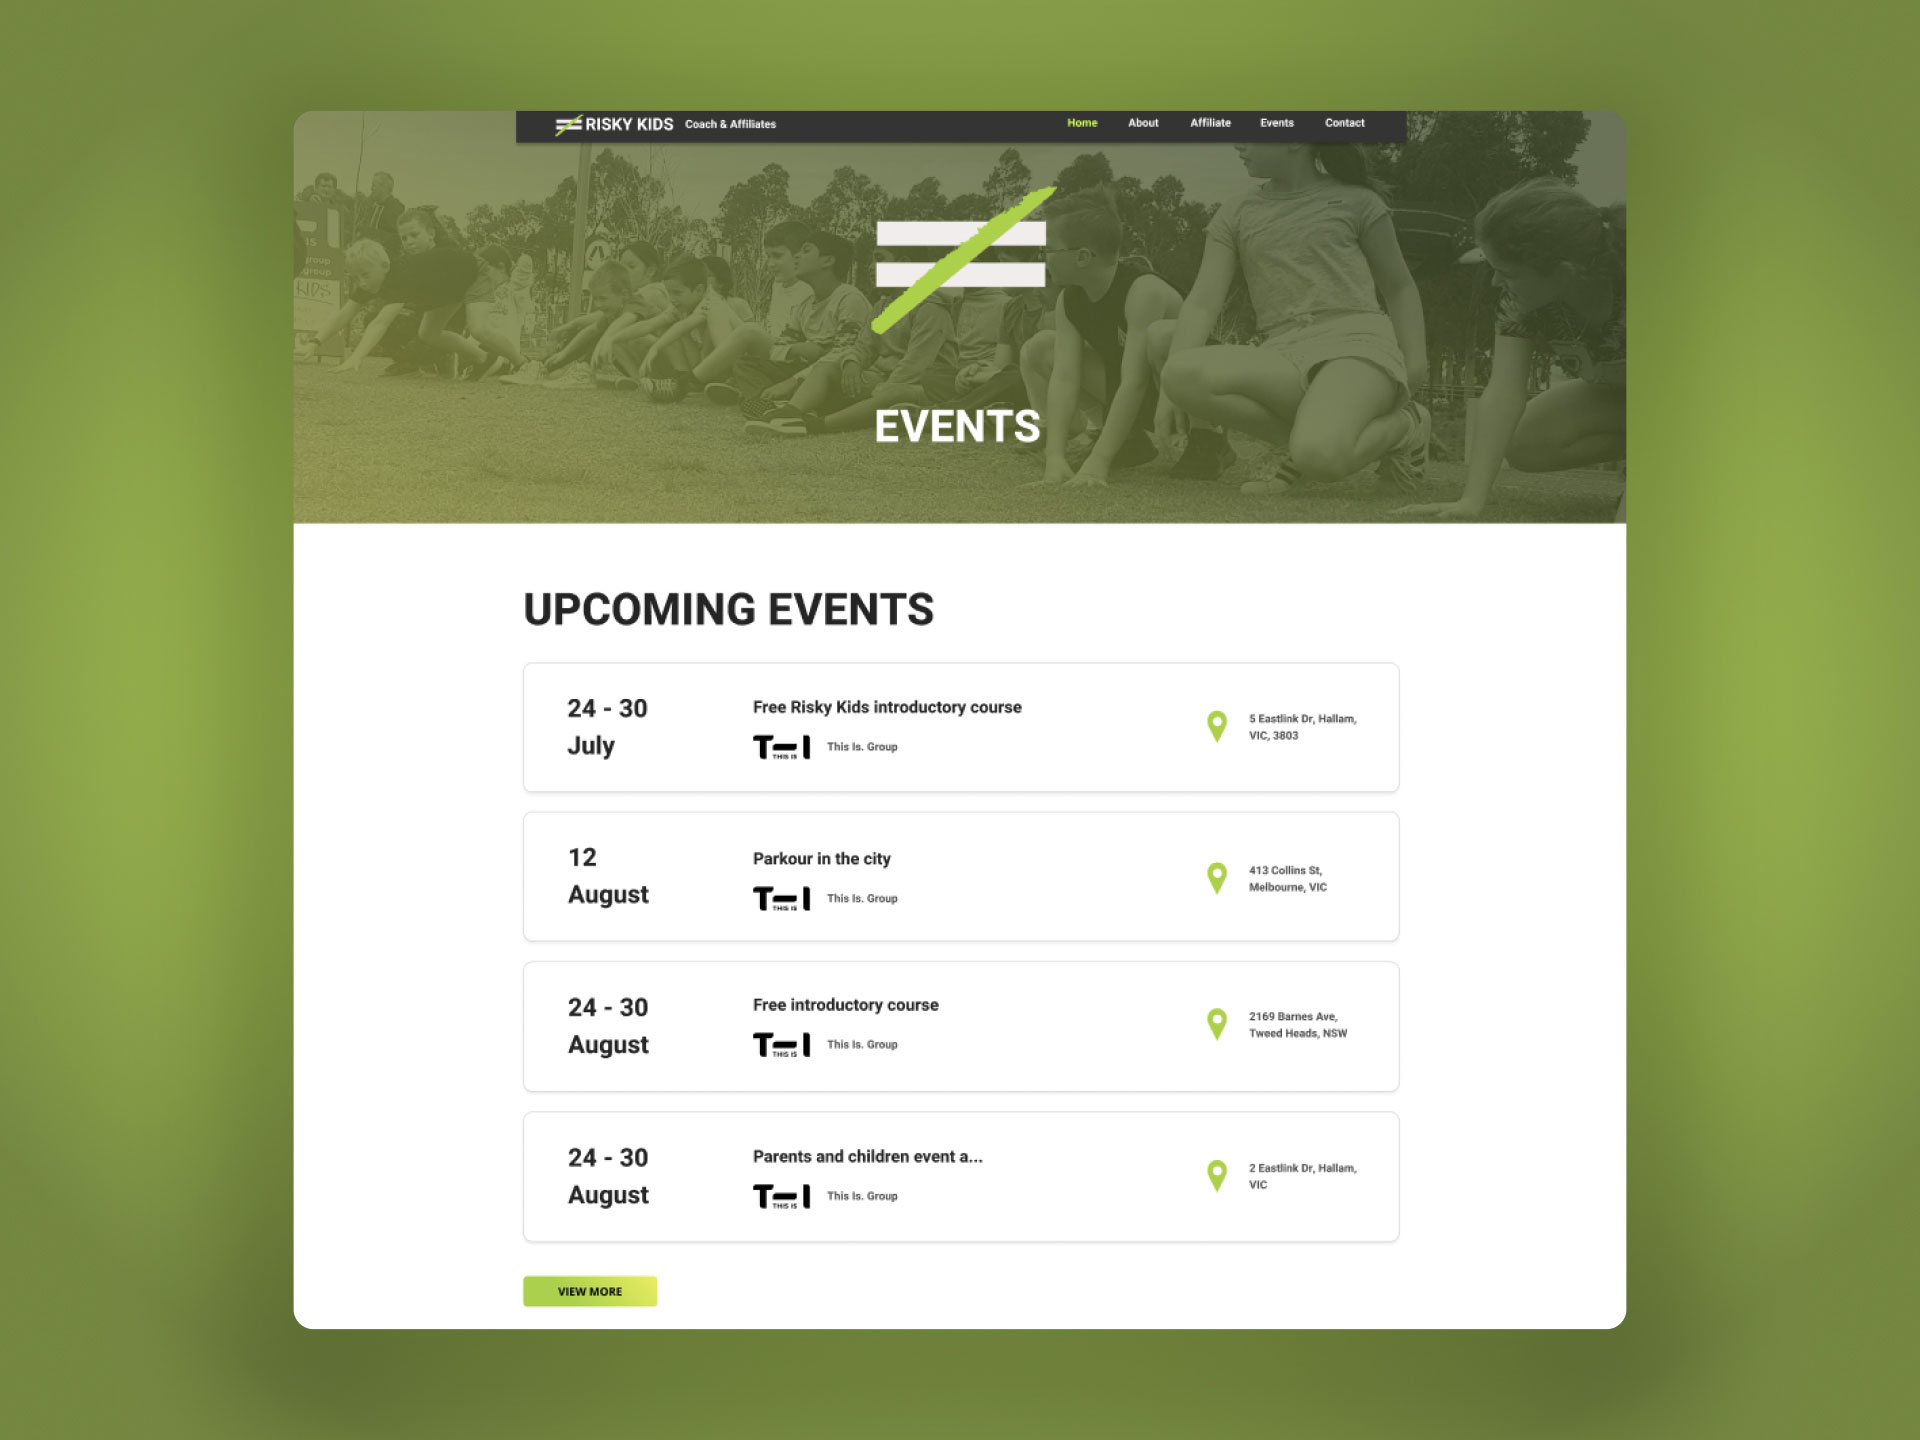 RISKY KIDS Coach & Affiliates
Home About Affiliate Events Contact
IS
group
group
KIDS
EVENTS
UPCOMING EVENTS
24 - 30
July
Free Risky Kids introductory course
THIS IS
This Is. Group
5 Eastlink Dr, Hallam,
VIC, 3803
12
August
Parkour in the city
THIS IS
This Is. Group
413 Collins St,
Melbourne, VIC
24 - 30
August
Free introductory course
THIS IS
This Is. Group
2169 Barnes Ave,
Tweed Heads, NSW
24 - 30
August
Parents and children event a...
THIS IS
This Is. Group
2 Eastlink Dr, Hallam,
VIC
VIEW MORE